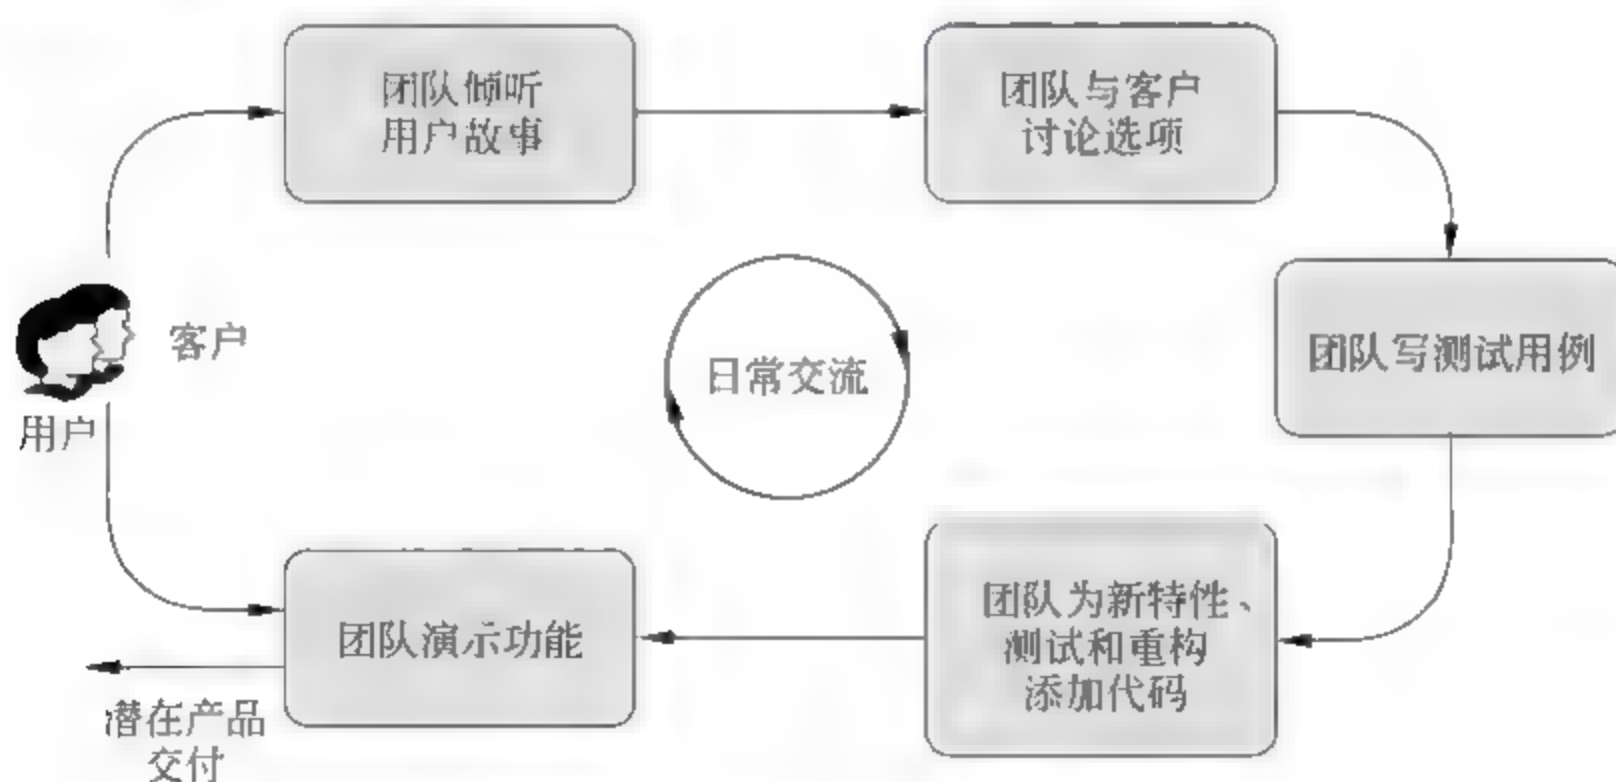 团队倾听
用户故事
团队与客户
讨论选项
客户
用户
日常交流
团队写测试用例
团队演示功能
团队为新特性、
测试和重构
添加代码
潜在产品
交付